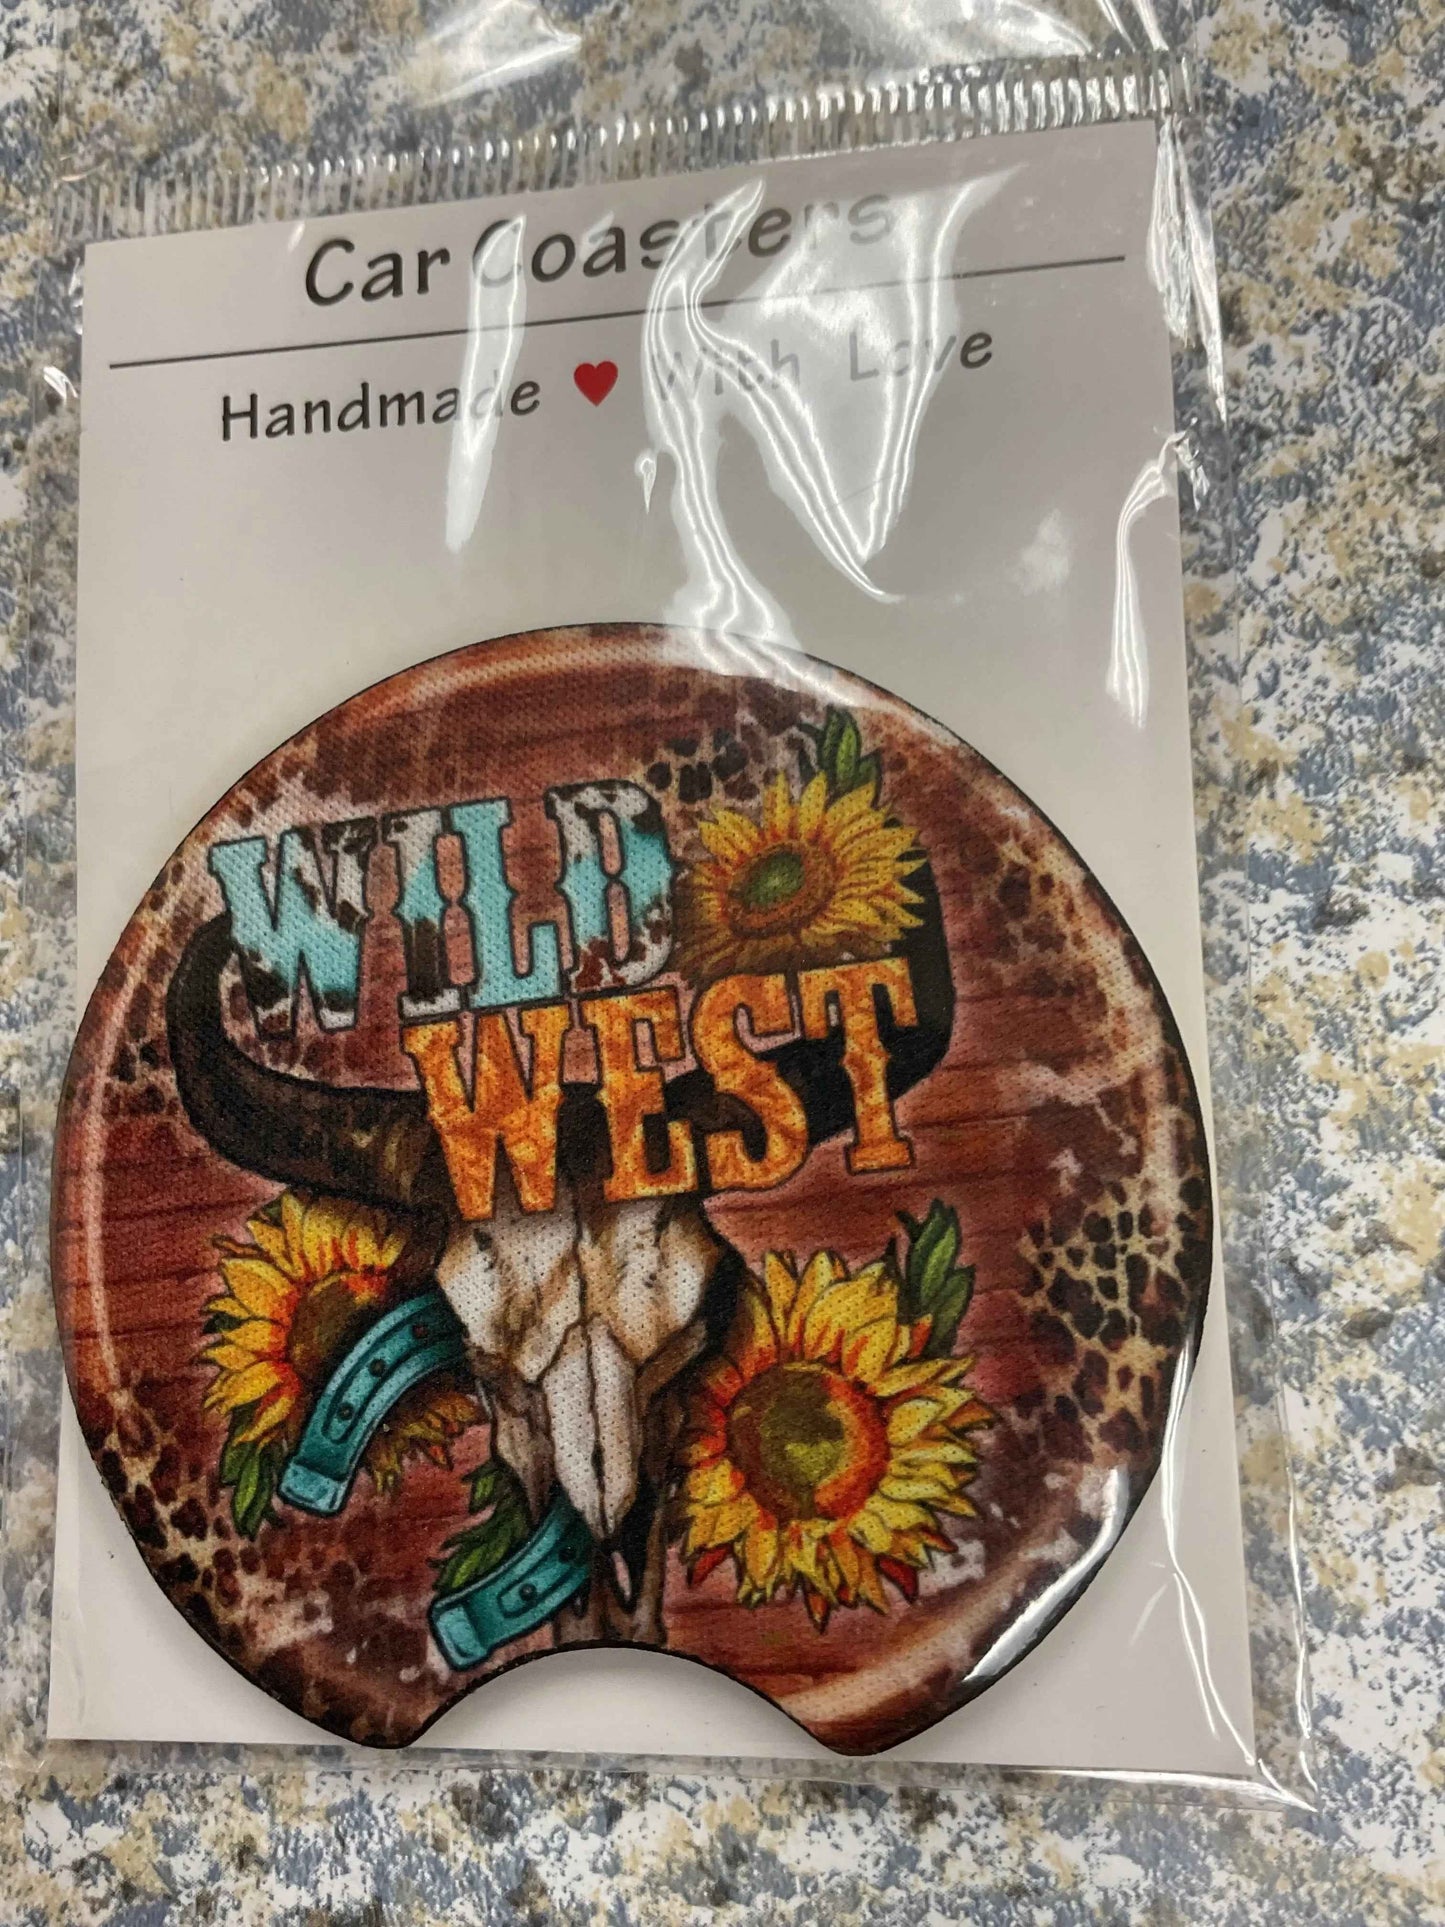 Car Coasters
Handmade ❤ With Love
WILD
WEST